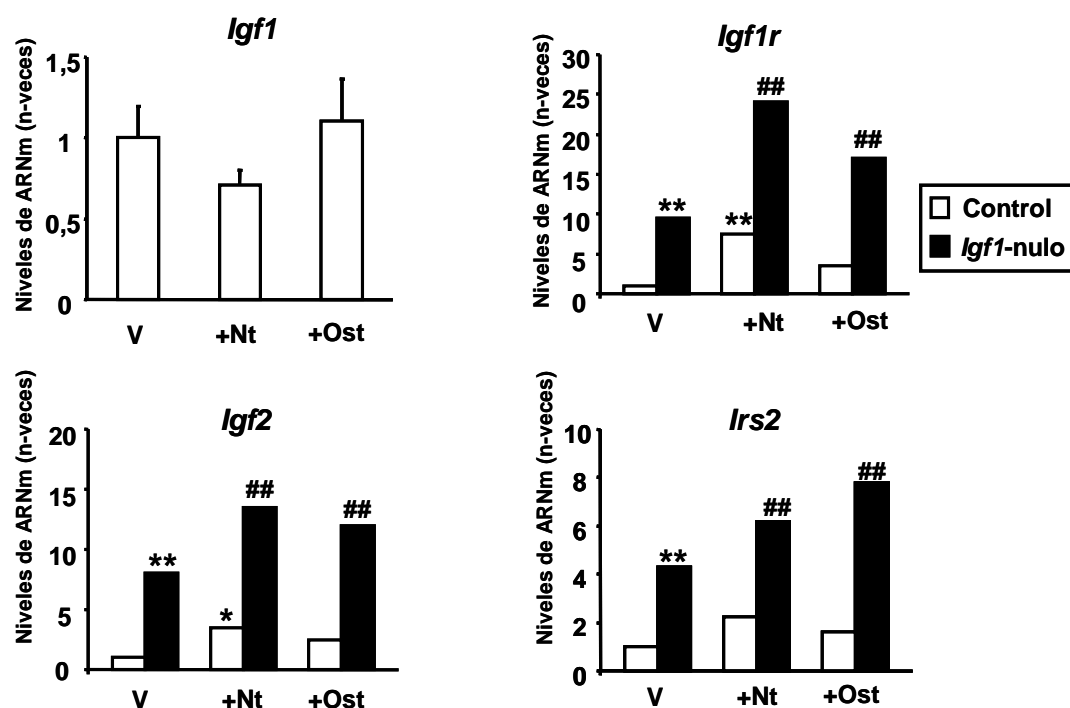 Igf1
Niveles de ARNm (n-veces)
1,5
1
0,5
0
V +Nt +Ost
Igf1r
Niveles de ARNm (n-veces)
30
25
20
15
10
5
0
** ** ## ##
V +Nt +Ost
Control
Igf1-nulo
Igf2
Niveles de ARNm (n-veces)
20
15
10
5
0
** * ## ##
V +Nt +Ost
Irs2
Niveles de ARNm (n-veces)
10
8
6
4
2
0
** ## ##
V +Nt +Ost